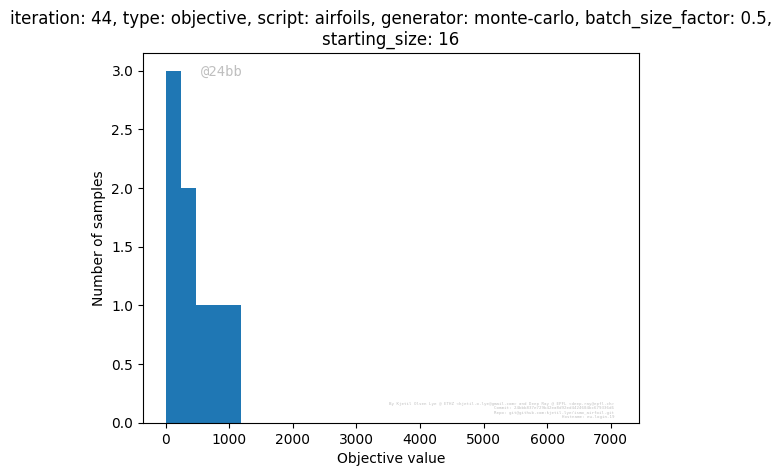 iteration: 44, type: objective, script: airfoils, generator: monte-carlo, batch_size_factor: 0.5,
starting_size: 16
@24bb
3.0
2.5
2.0
1.5
1.0
0.5
0.0
Number of samples
0 1000 2000 3000 4000 5000 6000 7000
Objective value